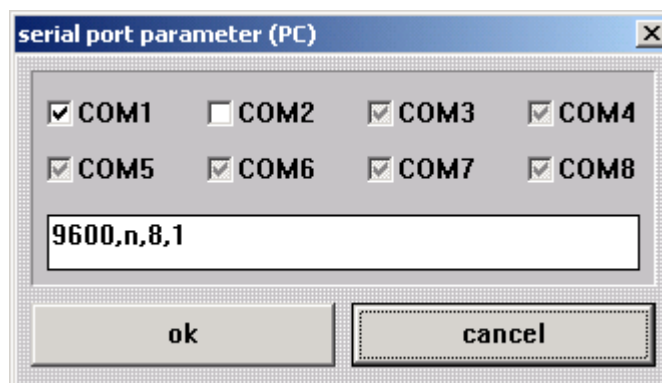 serial port parameter (PC)
COM1 COM2 COM3 COM4
COM5 COM6 COM7 COM8
9600,n,8,1
ok cancel